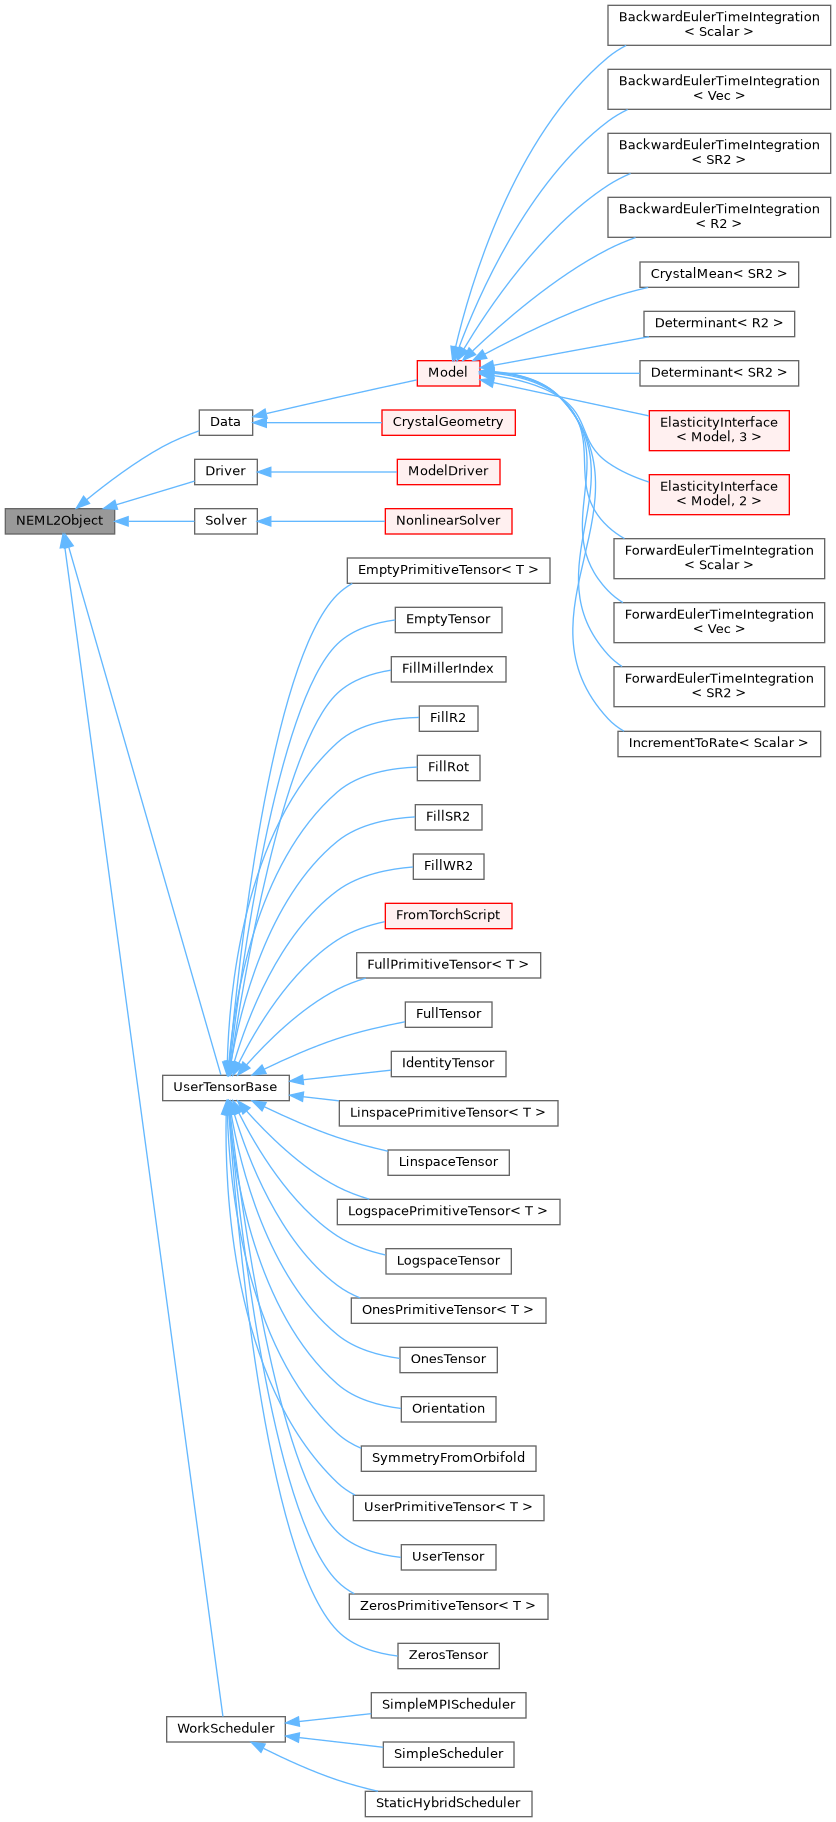 BackwardEulerTimeIntegration
< Scalar >
BackwardEulerTimeIntegration
< Vec >
BackwardEulerTimeIntegration
< SR2 >
BackwardEulerTimeIntegration
< R2 >
CrystalMean< SR2 >
Determinant< R2 >
Model
Determinant< SR2 >
Data
CrystalGeometry
ElasticityInterface
< Model, 3 >
Driver
ModelDriver
ElasticityInterface
< Model, 2 >
NEML2Object
Solver
NonlinearSolver
ForwardEulerTimeIntegration
< Scalar >
EmptyPrimitiveTensor< T >
ForwardEulerTimeIntegration
< Vec >
EmptyTensor
FillMillerIndex
ForwardEulerTimeIntegration
< SR2 >
FillR2
IncrementToRate< Scalar >
FillRot
FillSR2
FillWR2
FromTorchScript
FullPrimitiveTensor< T >
FullTensor
IdentityTensor
UserTensorBase
LinspacePrimitiveTensor< T >
LinspaceTensor
LogspacePrimitiveTensor< T >
LogspaceTensor
OnesPrimitiveTensor< T >
OnesTensor
Orientation
SymmetryFromOrbifold
UserPrimitiveTensor< T >
UserTensor
ZerosPrimitiveTensor< T >
ZerosTensor
SimpleMPIScheduler
WorkScheduler
SimpleScheduler
StaticHybridScheduler